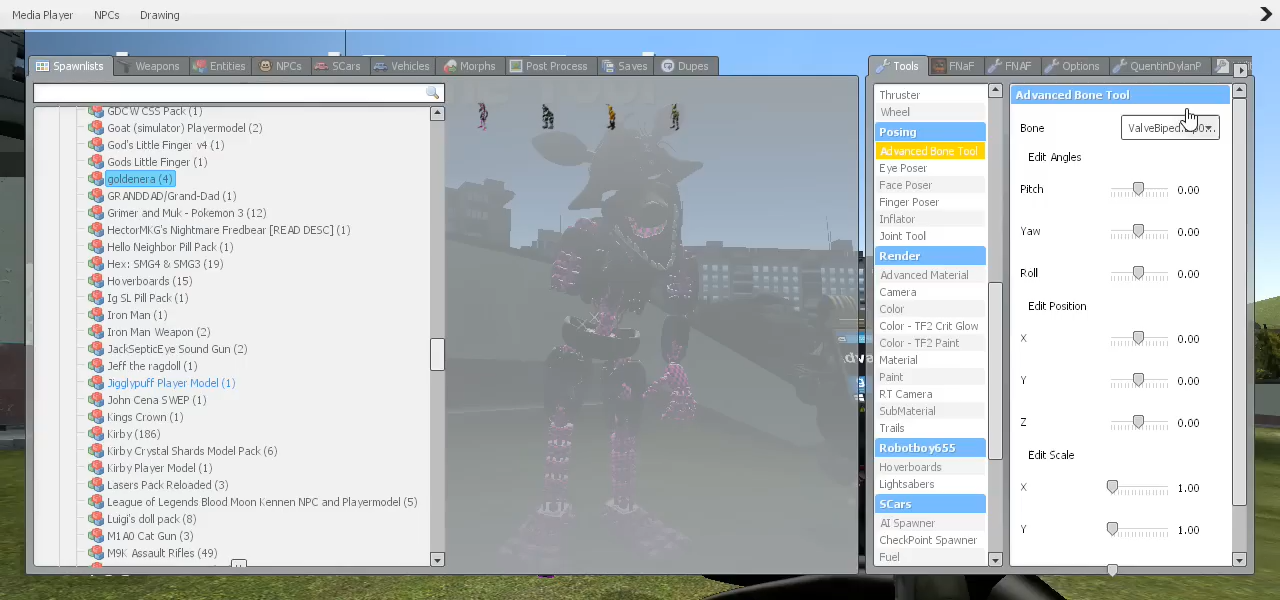 Media Player NPCs Drawing
Spawnlists Weapons Entities NPCs SCars Vehicles Morphs Post Process Saves Dupes
GDCW CSS Pack (1)
Goat (simulator) Playermodel (2)
God's Little Finger v4 (1)
Gods Little Finger (1)
goldenera (4)
GRANDDAD/Grand-Dad (1)
Grimer and Muk - Pokemon 3 (12)
HectorMKG's Nightmare Fredbear [READ DESC] (1)
Hello Neighbor Pill Pack (1)
Hex: SMG4 & SMG3 (19)
Hoverboards (15)
Ig SL Pill Pack (1)
Iron Man (1)
Iron Man Weapon (2)
JackSepticEye Sound Gun (2)
Jeff the ragdoll (1)
Jigglypuff Player Model (1)
John Cena SWEP (1)
Kings Crown (1)
Kirby (186)
Kirby Crystal Shards Model Pack (6)
Kirby Player Model (1)
Lasers Pack Reloaded (3)
League of Legends Blood Moon Kennen NPC and Playermodel (5)
Luigi's doll pack (8)
M1A0 Cat Gun (3)
M9K Assault Rifles (49)
Tools FNaF FNAF Options QuentinDylanP
Thruster
Wheel
Posing
Advanced Bone Tool
Eye Poser
Face Poser
Finger Poser
Inflator
Joint Tool
Render
Advanced Material
Camera
Color
Color - TF2 Crit Glow
Color - TF2 Paint
Material
Paint
RT Camera
SubMaterial
Trails
Robotboy655
Hoverboards
Lightsabers
SCars
AI Spawner
CheckPoint Spawner
Fuel
Advanced Bone Tool
Bone
Edit Angles
Pitch 0.00
Yaw 0.00
Roll 0.00
Edit Position
X 0.00
Y 0.00
Z 0.00
Edit Scale
X 1.00
Y 1.00